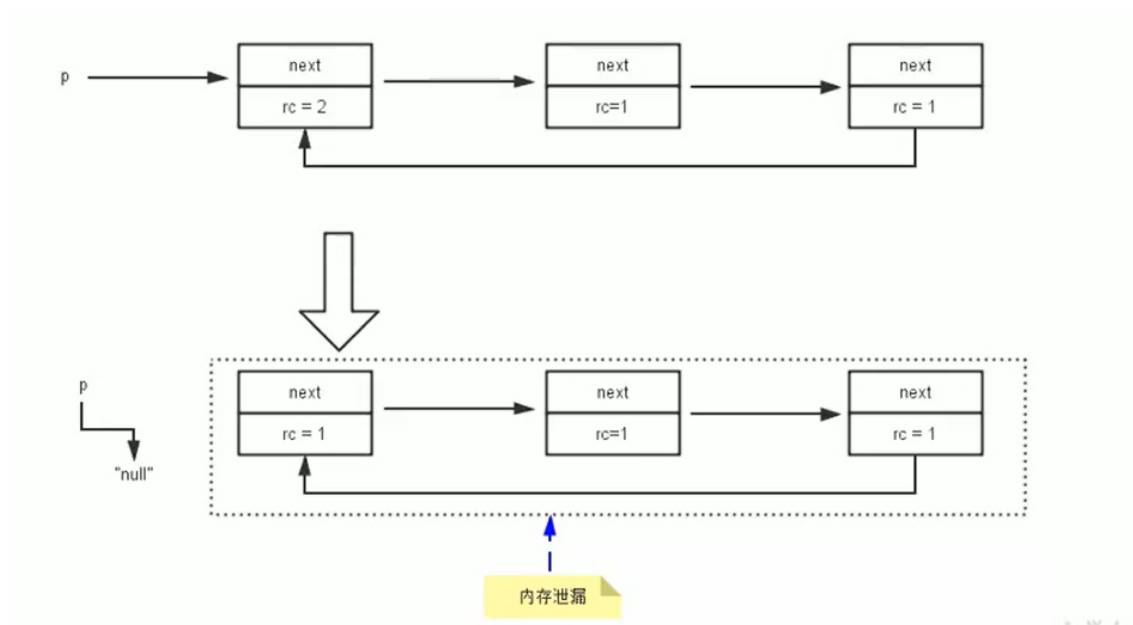 p
next
next
next
rc = 2
rc=1
rc = 1
p
next
next
next
rc = 1
rc=1
rc = 1
"null"
内存泄漏